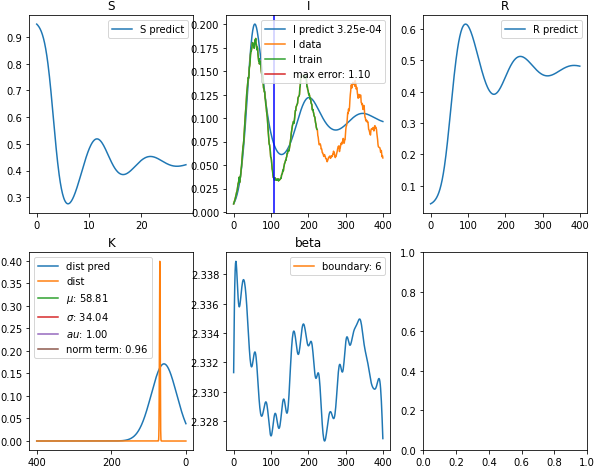 S
0.9
0.8
0.7
0.6
0.5
0.4
0.3
0 10 20
S predict
I
0.200
0.175
0.150
0.125
0.100
0.075
0.050
0.025
0.000
0 100 200 300 400
I predict 3.25e-04
I data
I train
max error: 1.10
R
0.6
0.5
0.4
0.3
0.2
0.1
0 100 200 300 400
R predict
K
0.40
0.35
0.30
0.25
0.20
0.15
0.10
0.05
0.00
400 200 0
dist pred
dist
μ: 58.81
σ: 34.04
au: 1.00
norm term: 0.96
beta
2.338
2.336
2.333
2.330
2.328
0 100 200 300 400
boundary: 6
1.0
0.8
0.6
0.4
0.2
0.0
0.0 0.2 0.4 0.6 0.8 1.0